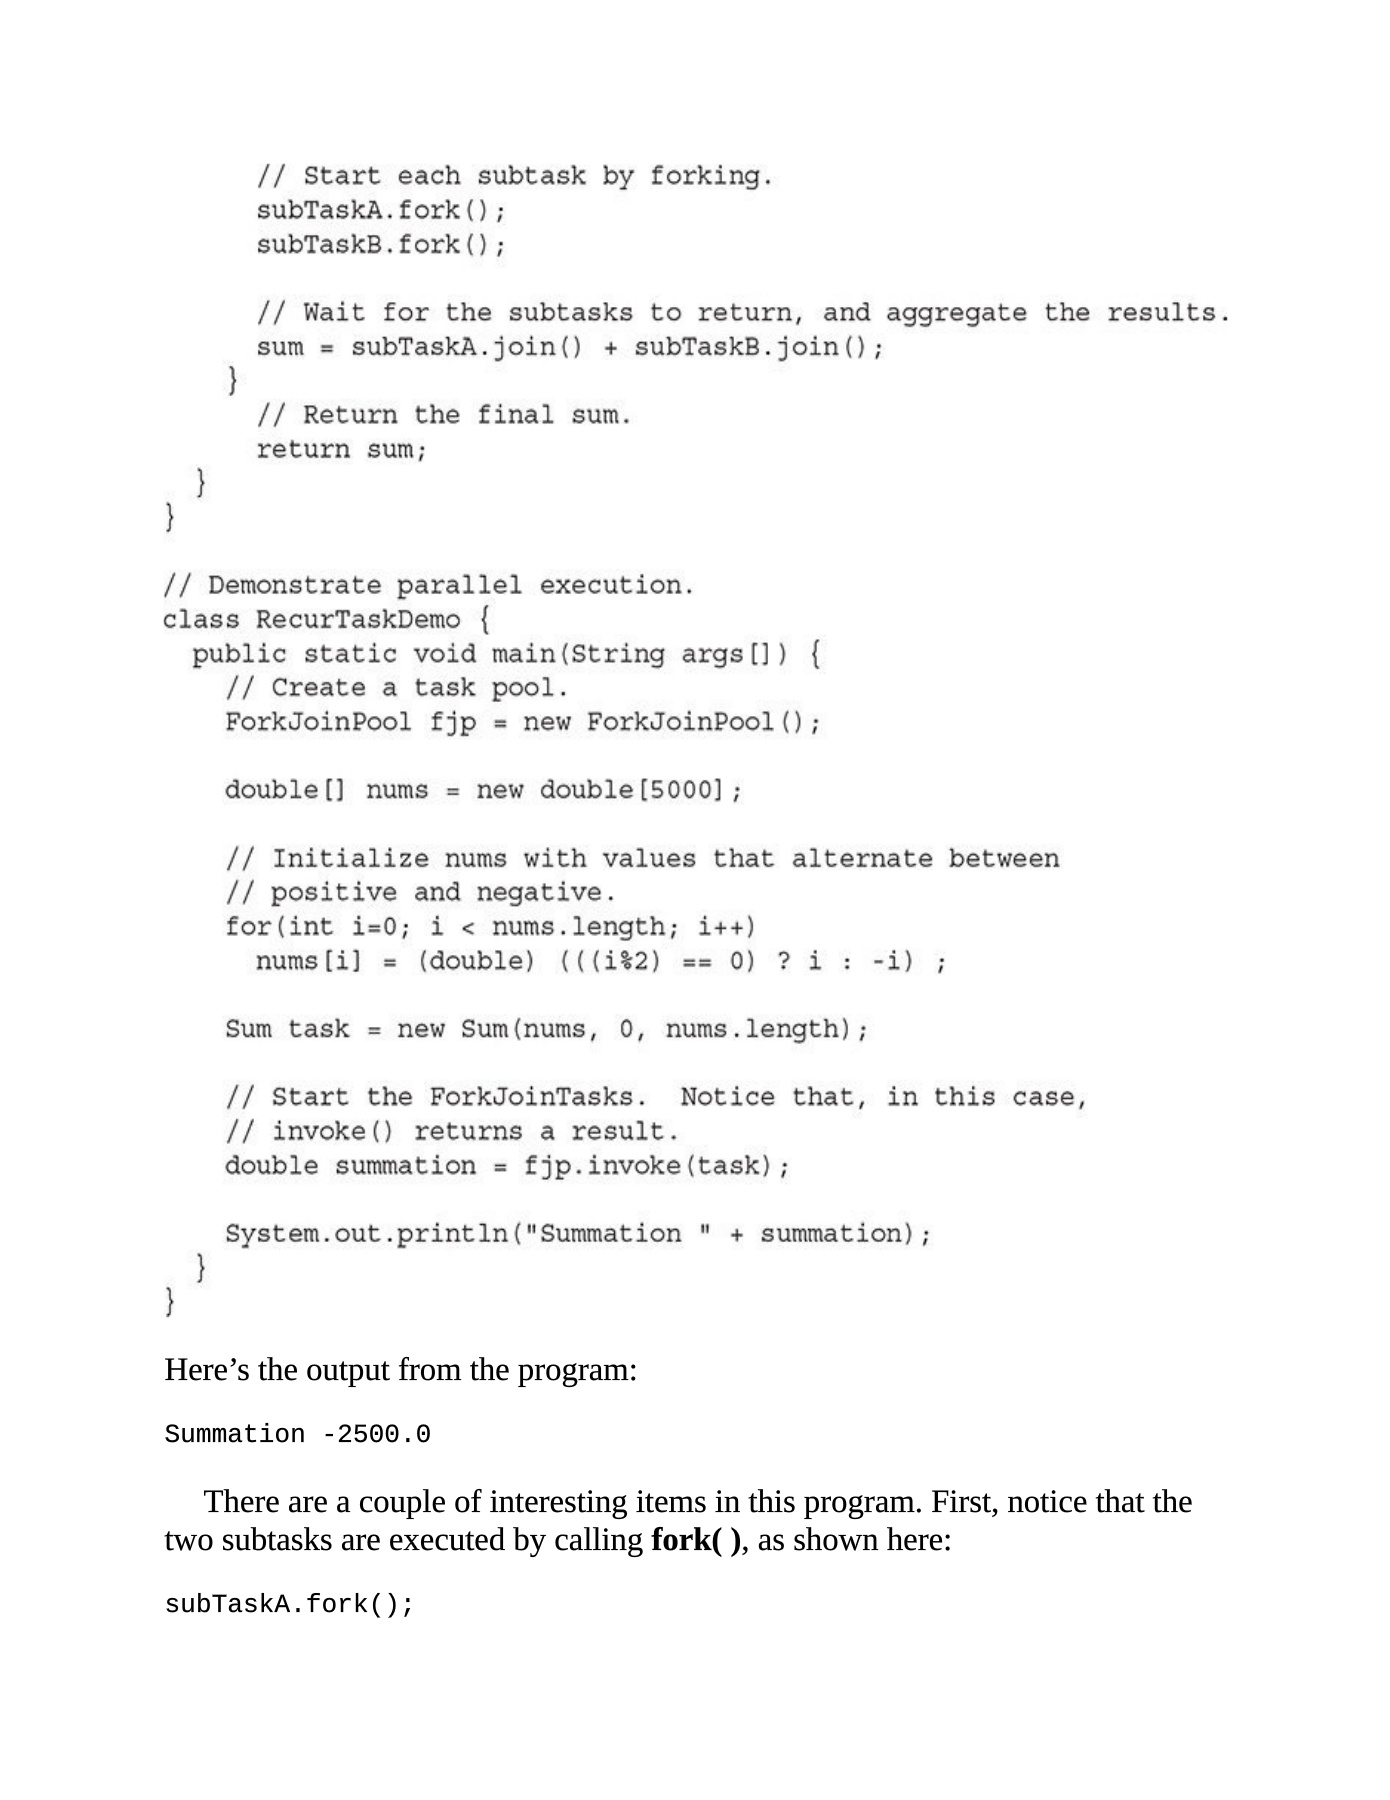 // Start each subtask by forking.
subTaskA.fork();
subTaskB.fork();
// Wait for the subtasks to return, and aggregate the results.
sum = subTaskA.join() + subTaskB.join();
}
// Return the final sum.
return sum;
}
}
// Demonstrate parallel execution.
class RecurTaskDemo {
public static void main(String args[]) {
// Create a task pool.
ForkJoinPool fjp = new ForkJoinPool();
double[] nums = new double[5000];
// Initialize nums with values that alternate between
// positive and negative.
for(int i=0; i < nums.length; i++)
nums[i] = (double) (((i%2) == 0) ? i : -i) ;
Sum task = new Sum(nums, 0, nums.length);
// Start the ForkJoinTasks.  Notice that, in this case,
// invoke() returns a result.
double summation = fjp.invoke(task);
System.out.println("Summation " + summation);
}
}
Here’s the output from the program:
Summation -2500.0
There are a couple of interesting items in this program. First, notice that the
two subtasks are executed by calling fork( ), as shown here:
subTaskA.fork();